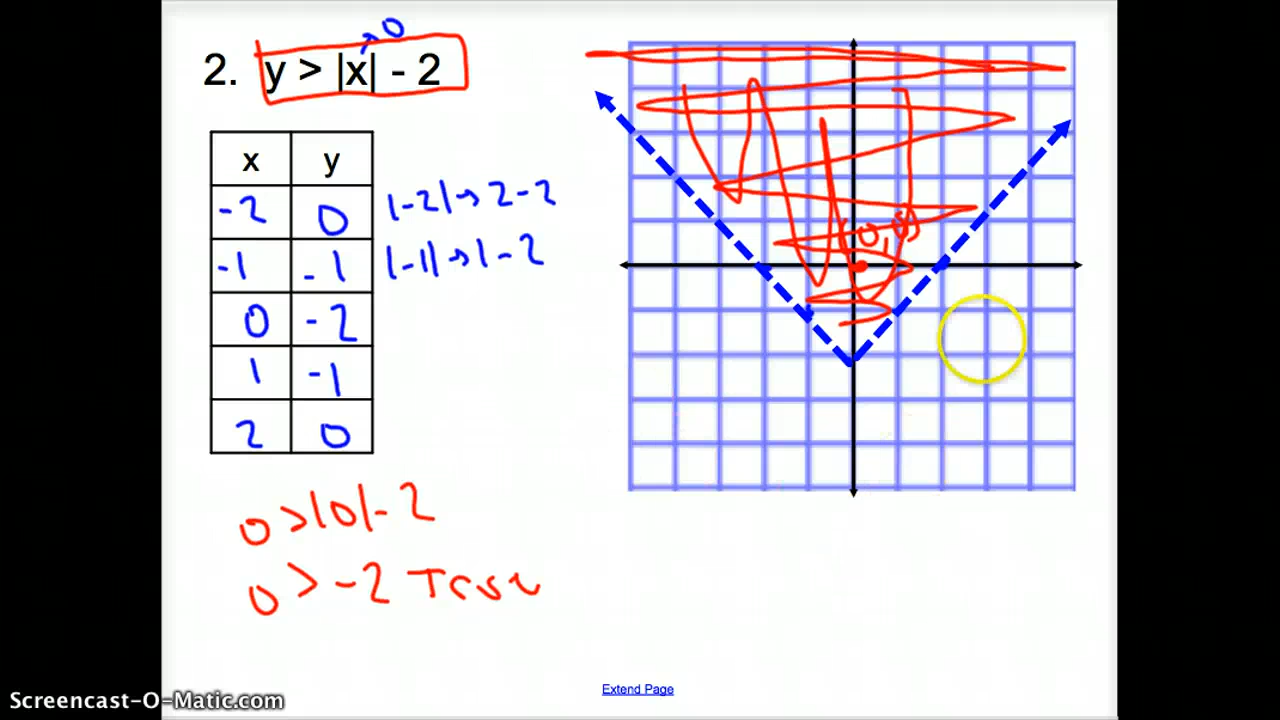 0
2. y > |x| - 2
x y
-2 0 |-2| → 2 - 2
-1 -1 |-1| → 1 - 2
0 -2
1 -1
2 0
(0,0)
0 > |0| - 2
0 > -2 True
Extend Page
Screencast-O-Matic.com